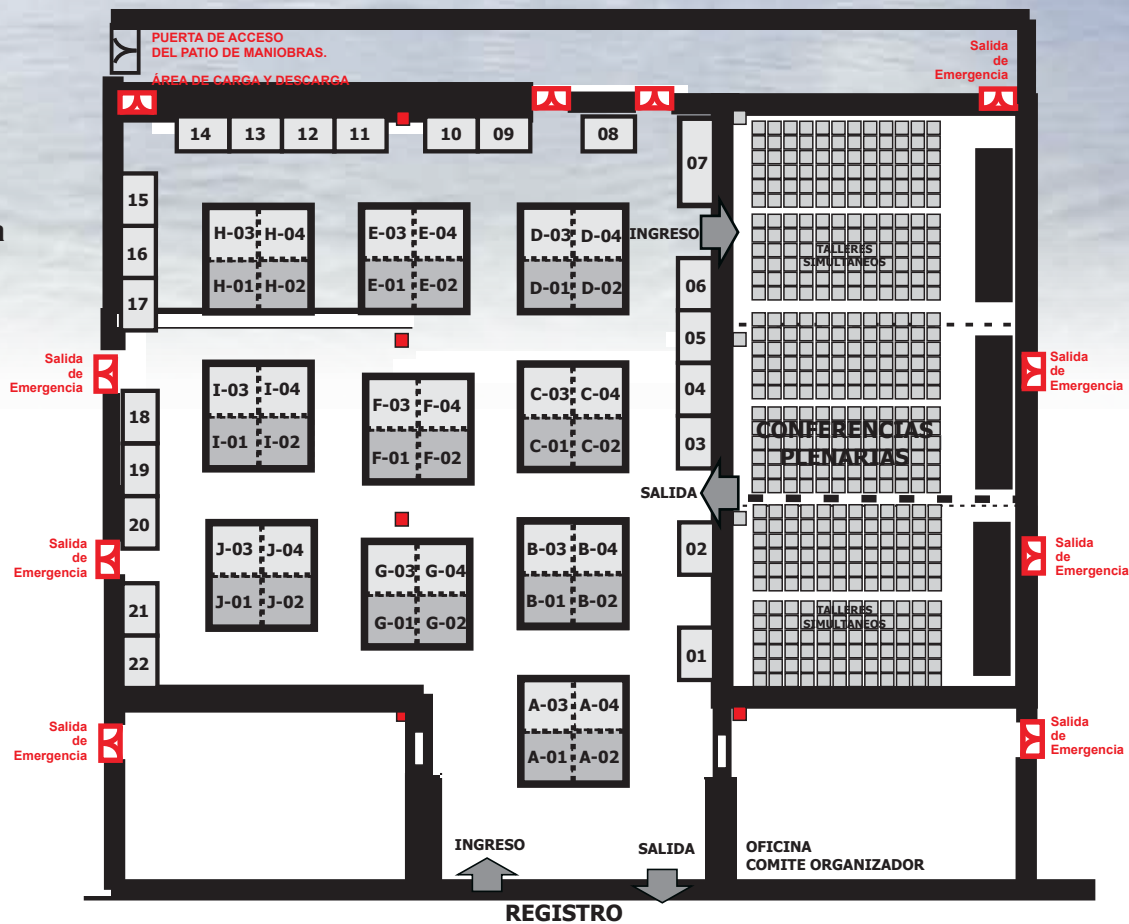 PUERTA DE ACCESO
DEL PATIO DE MANIOBRAS.
ÁREA DE CARGA Y DESCARGA
Salida
de
Emergencia
14 13 12 11 10 09 08
07
15
16
17
H-03 H-04
H-01 H-02
E-03 E-04
E-01 E-02
D-03 D-04
D-01 D-02
INGRESO
TALLERES
SIMULTANEOS
06
05
04
03
Salida
de
Emergencia
I-03 I-04
I-01 I-02
F-03 F-04
F-01 F-02
C-03 C-04
C-01 C-02
Salida
de
Emergencia
CONFERENCIAS
PLENARIAS
SALIDA
18
19
20
02
Salida
de
Emergencia
J-03 J-04
J-01 J-02
G-03 G-04
G-01 G-02
B-03 B-04
B-01 B-02
Salida
de
Emergencia
TALLERES
SIMULTANEOS
21
22
01
A-03 A-04
A-01 A-02
Salida
de
Emergencia
Salida
de
Emergencia
INGRESO
SALIDA
OFICINA
COMITE ORGANIZADOR
REGISTRO